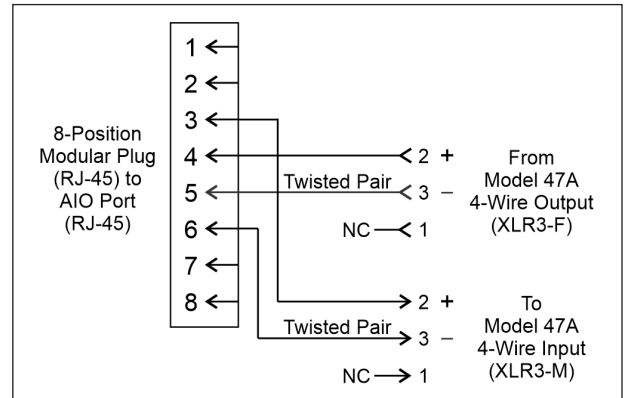 8-Position
Modular Plug
(RJ-45) to
AIO Port
(RJ-45)
1
2
3
4
5
6
7
8
2 +
Twisted Pair
3 –
NC 1
From
Model 47A
4-Wire Output
(XLR3-F)
2 +
Twisted Pair
3 –
NC 1
To
Model 47A
4-Wire Input
(XLR3-M)